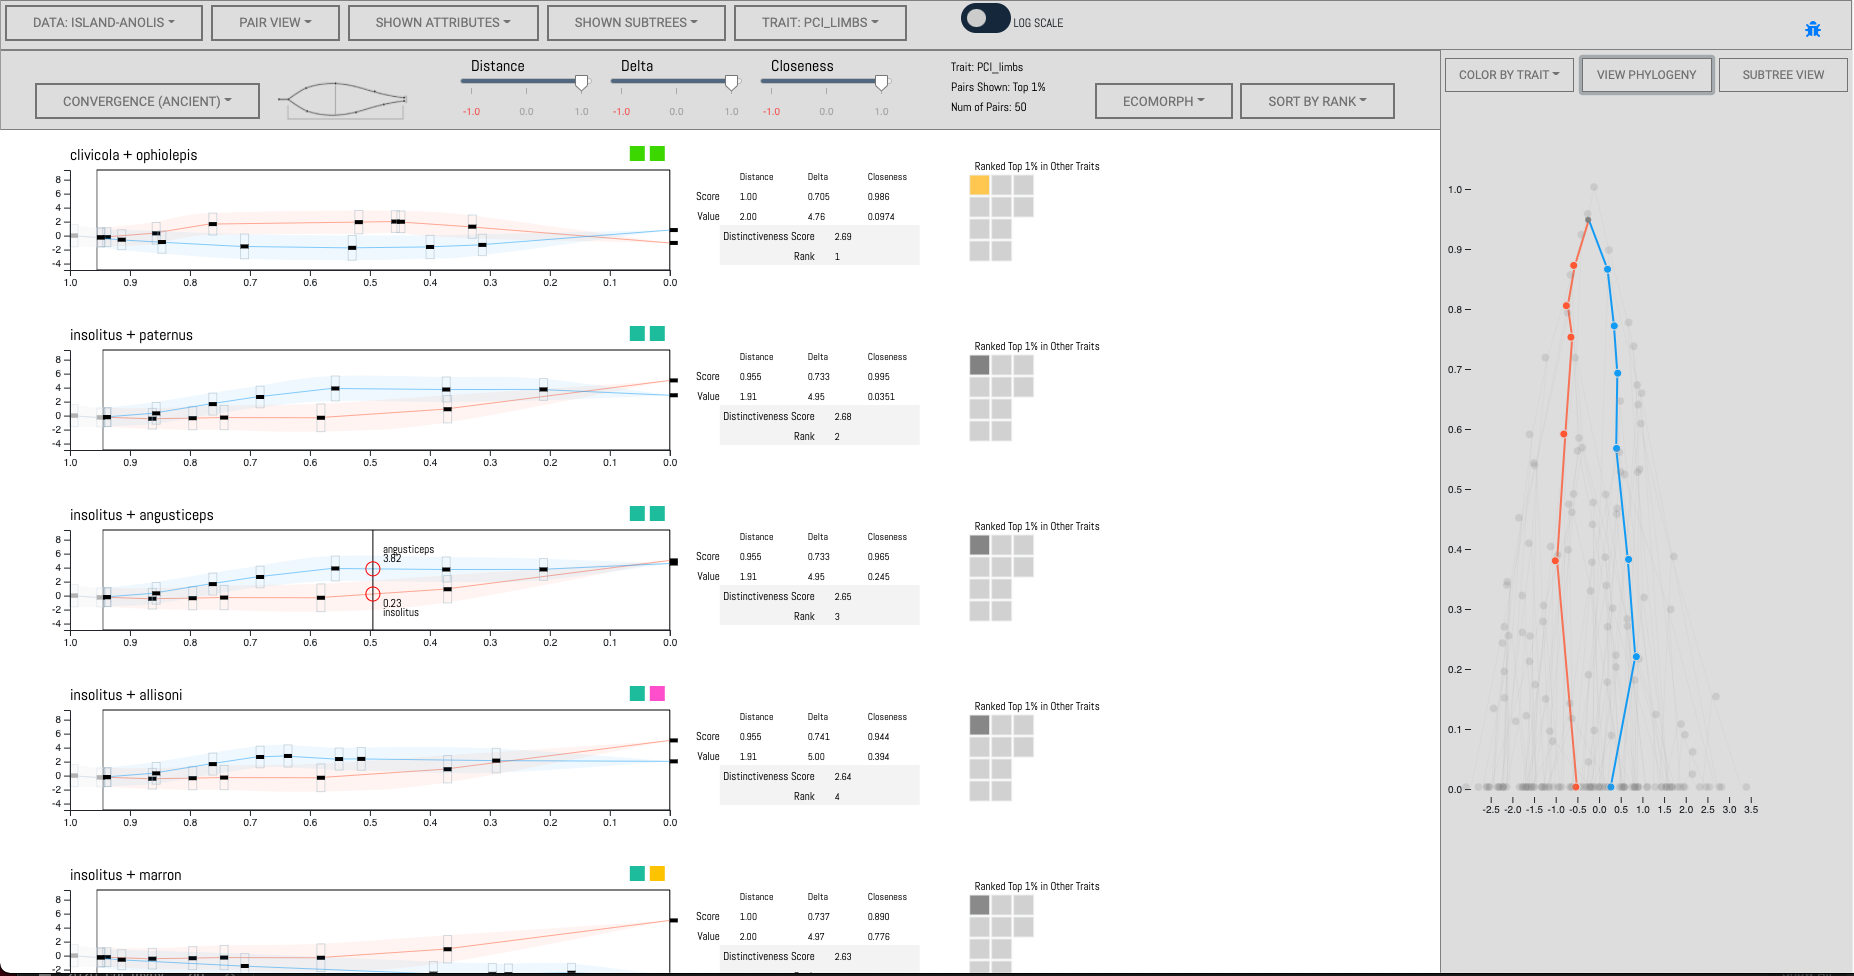 DATA: ISLAND-ANOLIS PAIR VIEW SHOWN ATTRIBUTES SHOWN SUBTREES TRAIT: PCI_LIMBS LOG SCALE
CONVERGENCE (ANCIENT)
Distance Delta Closeness
-1.0 0.0 1.0 -1.0 0.0 1.0 -1.0 0.0 1.0
Trait: PCI_limbs
Pairs Shown: Top 1%
Num of Pairs: 50
ECOMORPH SORT BY RANK
COLOR BY TRAIT VIEW PHYLOGENY SUBTREE VIEW
clivicola + ophiolepis
8
6
4
2
0
-2
-4
1.0 0.9 0.8 0.7 0.6 0.5 0.4 0.3 0.2 0.1 0.0
Distance Delta Closeness
Score 1.00 0.705 0.986
Value 2.00 4.76 0.0974
Distinctiveness Score 2.69
Rank 1
Ranked Top 1% in Other Traits
insolitus + paternus
8
6
4
2
0
-2
-4
1.0 0.9 0.8 0.7 0.6 0.5 0.4 0.3 0.2 0.1 0.0
Distance Delta Closeness
Score 0.955 0.733 0.995
Value 1.91 4.95 0.0351
Distinctiveness Score 2.68
Rank 2
Ranked Top 1% in Other Traits
insolitus + angusticeps
8
6
4
2
0
-2
-4
angusticeps
3.82
0.23
insolitus
1.0 0.9 0.8 0.7 0.6 0.5 0.4 0.3 0.2 0.1 0.0
Distance Delta Closeness
Score 0.955 0.733 0.965
Value 1.91 4.95 0.245
Distinctiveness Score 2.65
Rank 3
Ranked Top 1% in Other Traits
insolitus + allisoni
8
6
4
2
0
-2
-4
1.0 0.9 0.8 0.7 0.6 0.5 0.4 0.3 0.2 0.1 0.0
Distance Delta Closeness
Score 0.955 0.741 0.944
Value 1.91 5.00 0.394
Distinctiveness Score 2.64
Rank 4
Ranked Top 1% in Other Traits
insolitus + marron
8
6
4
2
0
-2
Distance Delta Closeness
Score 1.00 0.737 0.890
Value 2.00 4.97 0.776
Distinctiveness Score 2.63
Ranked Top 1% in Other Traits
1.0
0.9
0.8
0.7
0.6
0.5
0.4
0.3
0.2
0.1
0.0
-2.5 -2.0 -1.5 -1.0 -0.5 0.0 0.5 1.0 1.5 2.0 2.5 3.0 3.5